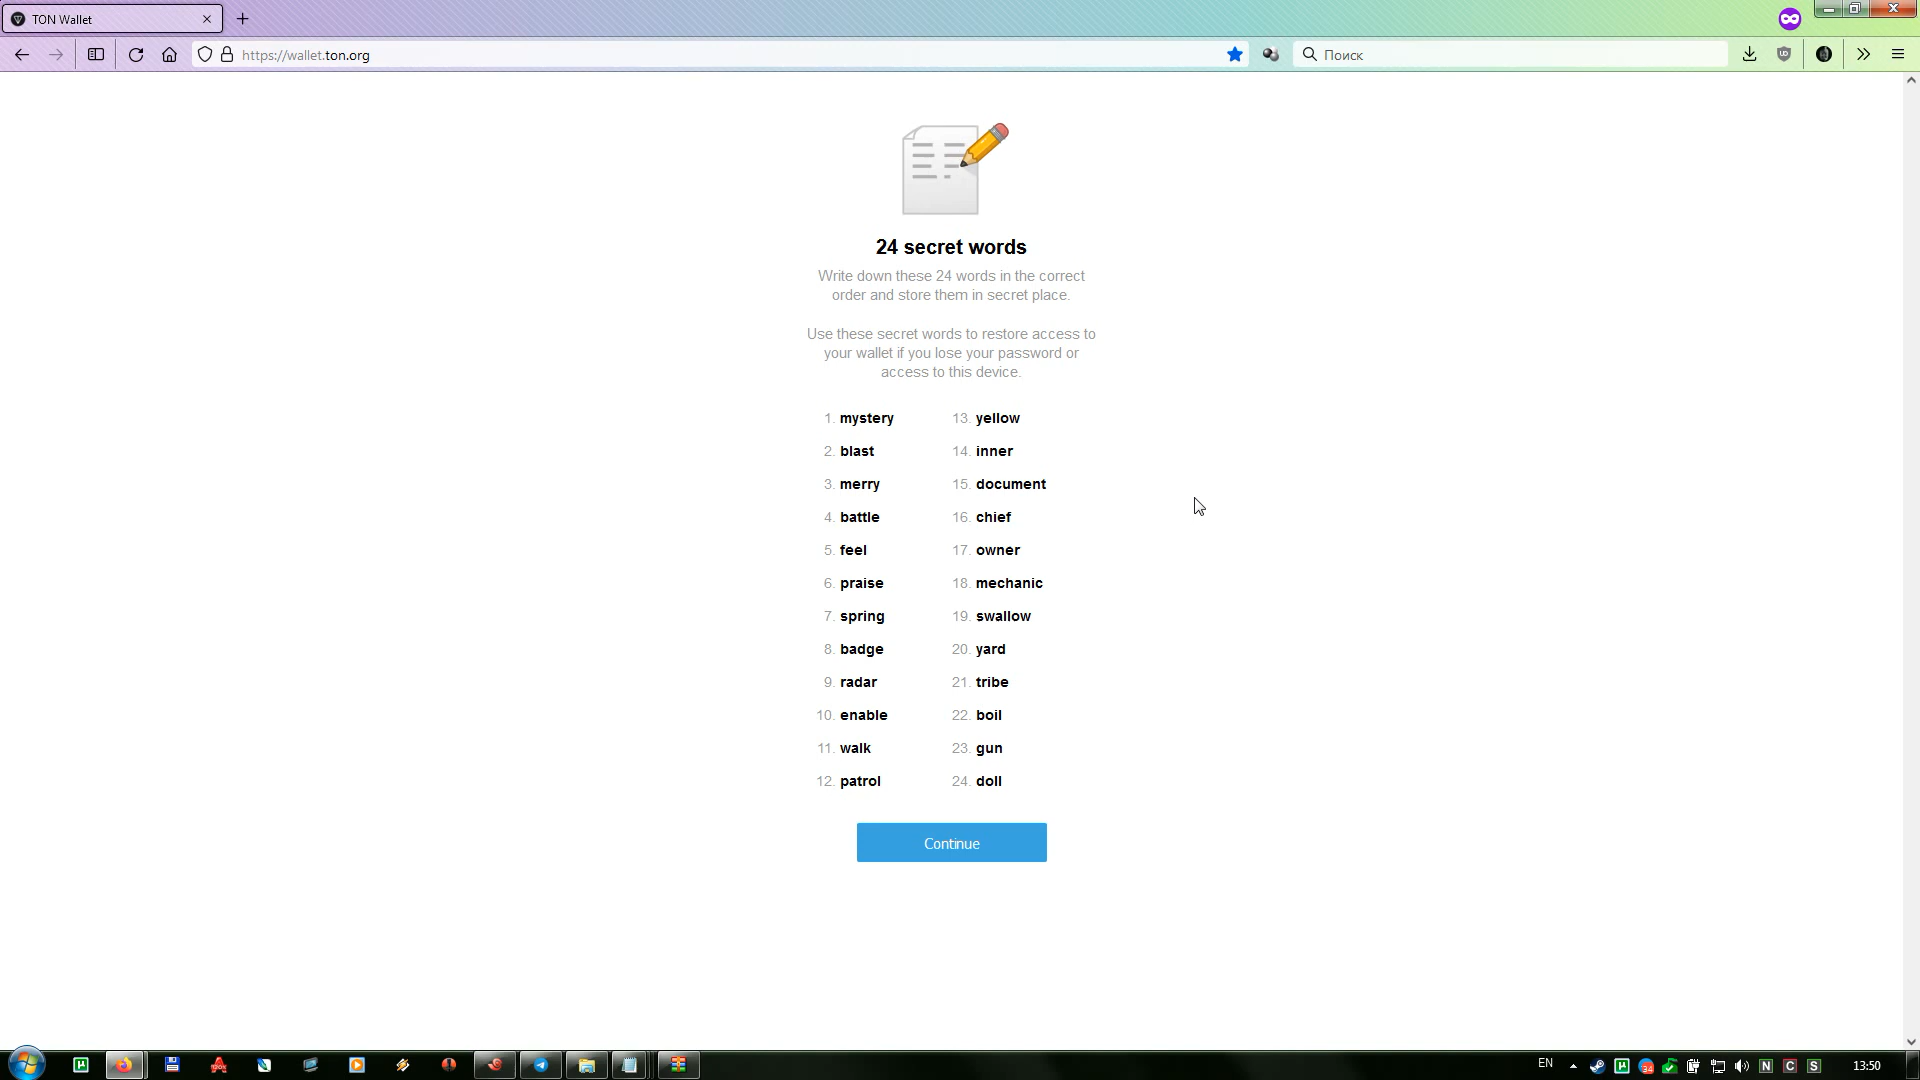 TON Wallet
https://wallet.ton.org
Поиск
24 secret words
Write down these 24 words in the correct
order and store them in secret place.
Use these secret words to restore access to
your wallet if you lose your password or
access to this device.
1. mystery
2. blast
3. merry
4. battle
5. feel
6. praise
7. spring
8. badge
9. radar
10. enable
11. walk
12. patrol
13. yellow
14. inner
15. document
16. chief
17. owner
18. mechanic
19. swallow
20. yard
21. tribe
22. boil
23. gun
24. doll
Continue
EN
34
N
C
S
13:50